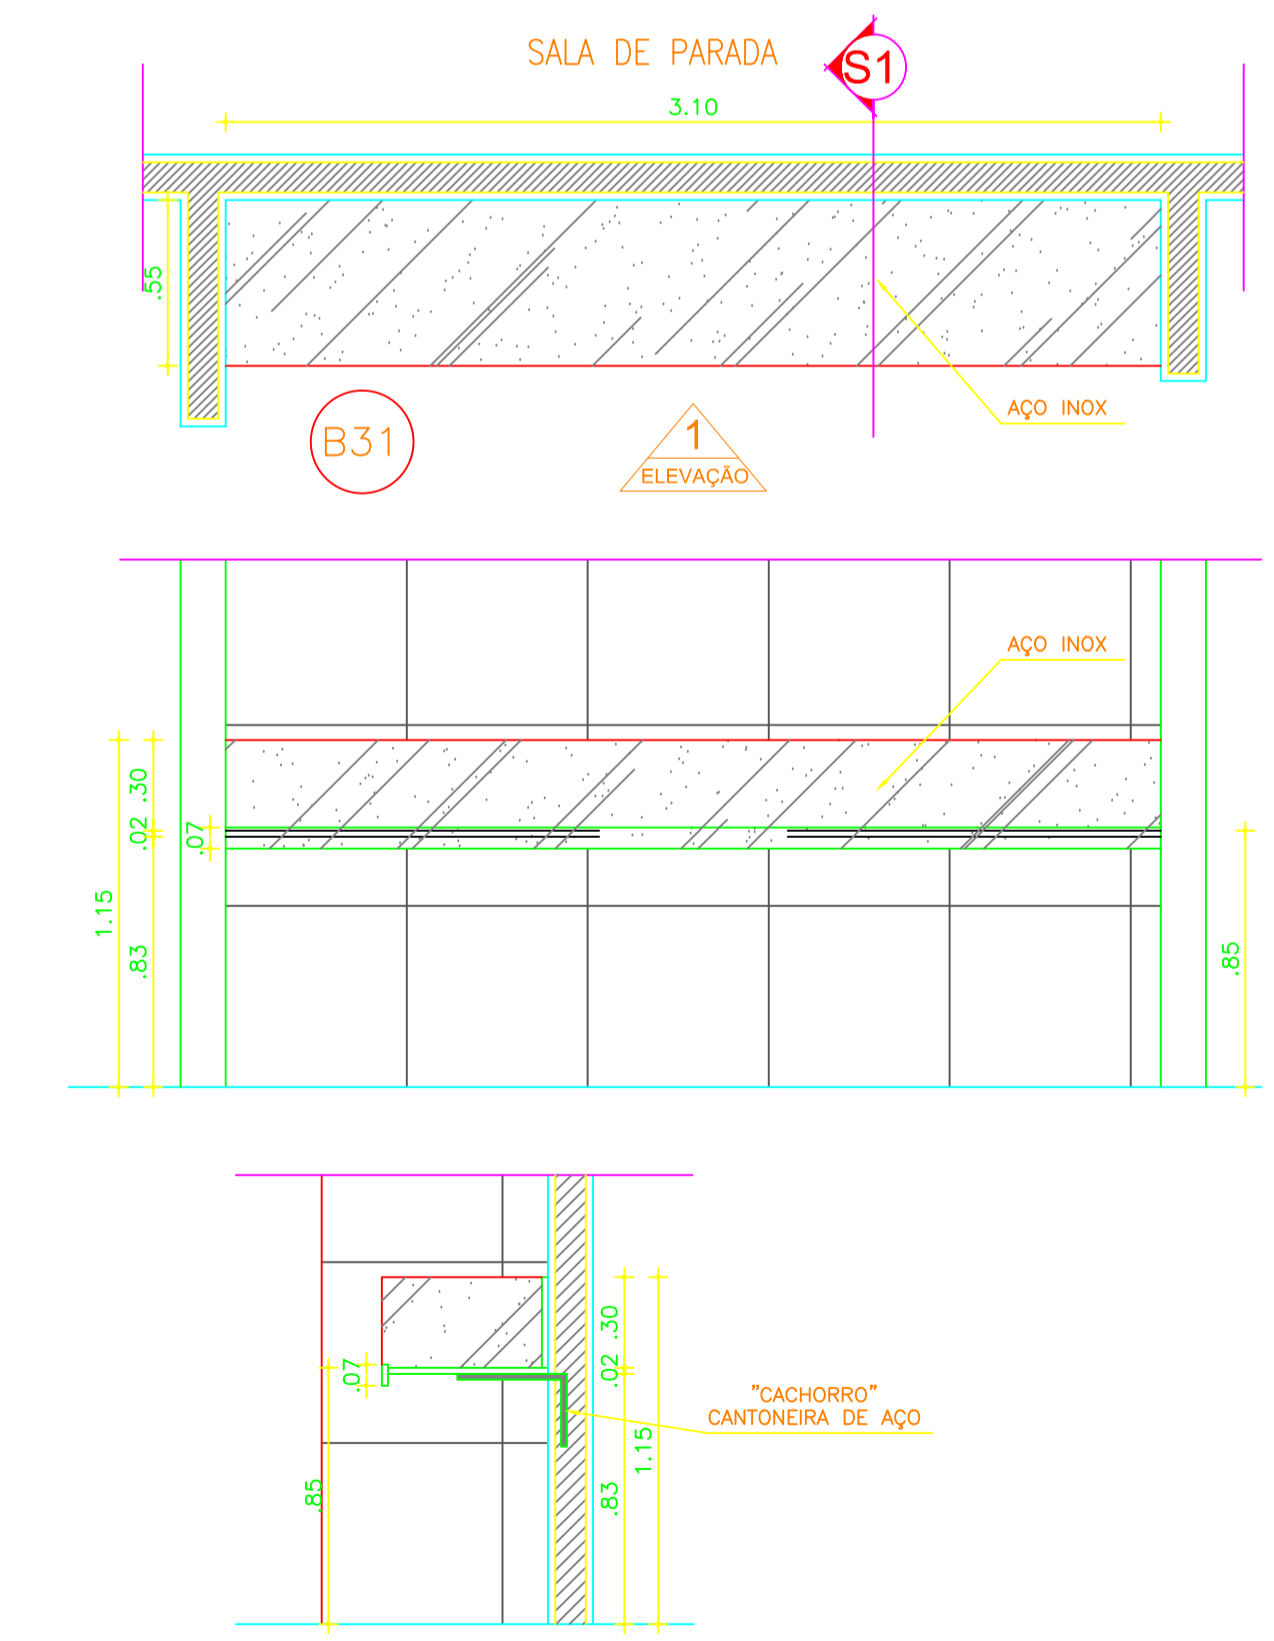 SALA DE PARADA
S1
3.10
.55
AÇO INOX
B31
1
ELEVAÇÃO
AÇO INOX
.30
.02
.07
1.15
.83
.85
.30
.02
.07
"CACHORRO"
CANTONEIRA DE AÇO
1.15
.85
.83